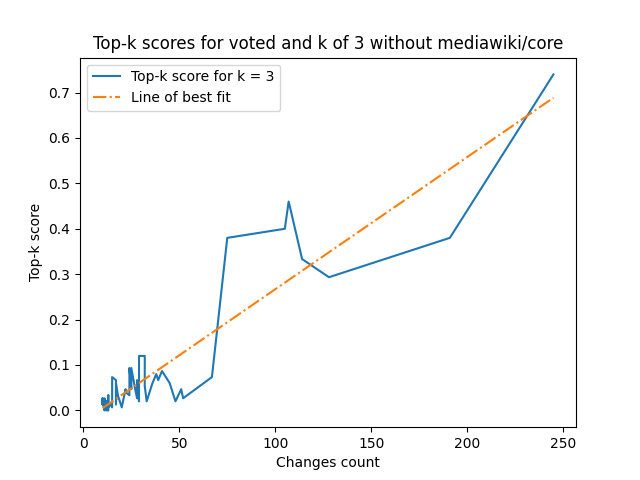 Top-k scores for voted and k of 3 without mediawiki/core
Top-k score for k = 3
Line of best fit
Top-k score
0.7
0.6
0.5
0.4
0.3
0.2
0.1
0.0
0 50 100 150 200 250
Changes count